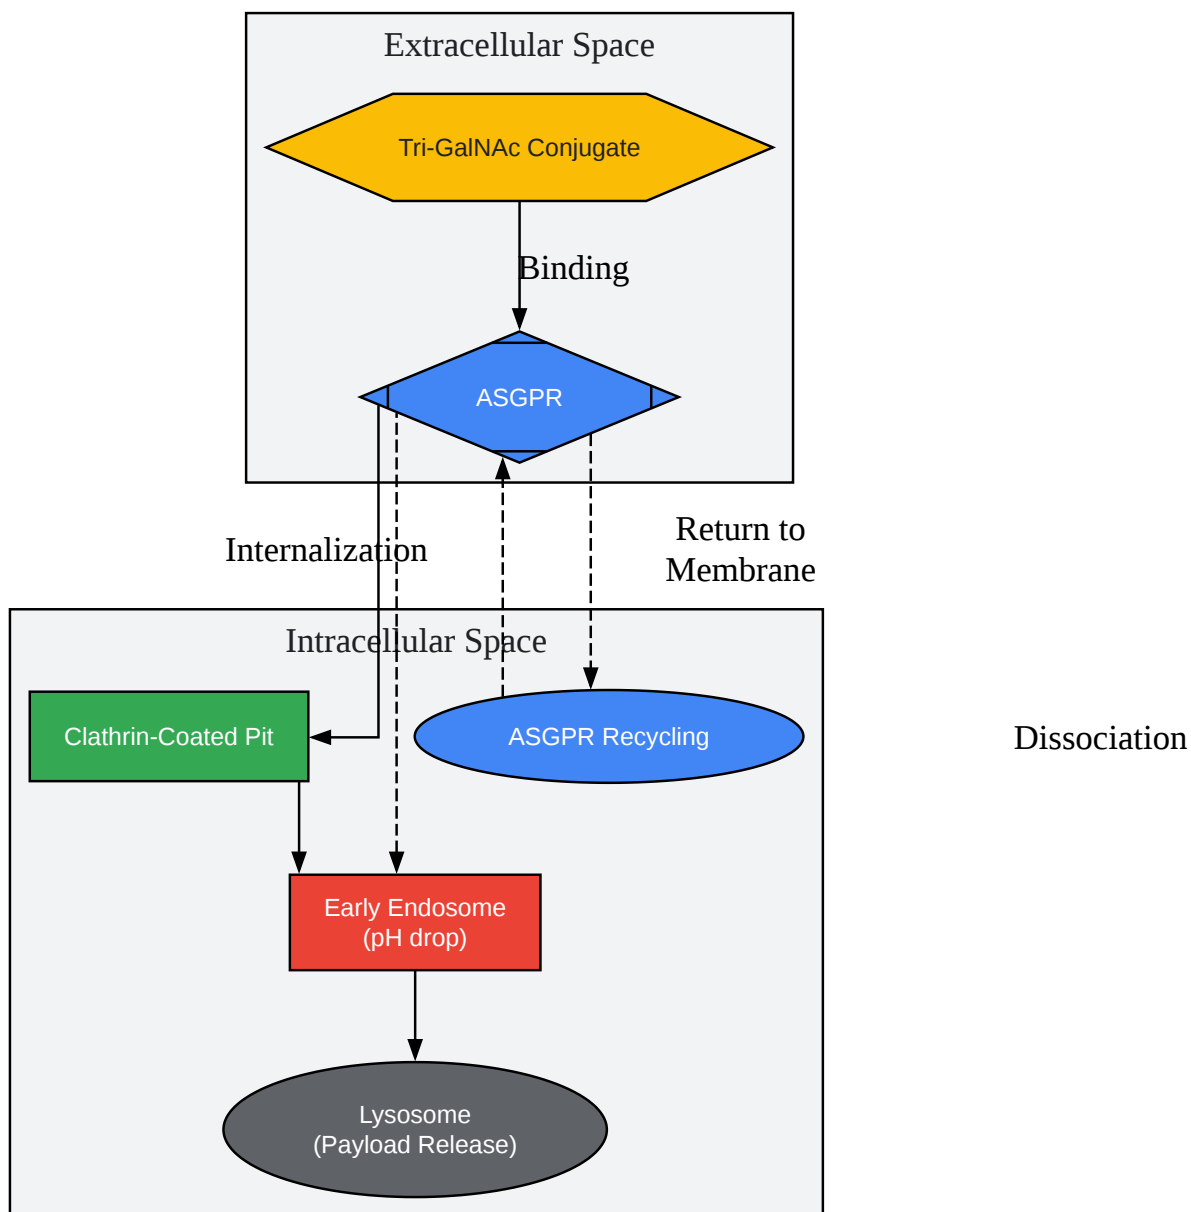 Extracellular Space
Tri-GalNAc Conjugate
Binding
ASGPR
Return to
Membrane
Internalization
Intracellular Space
Clathrin-Coated Pit
ASGPR Recycling
Dissociation
Early Endosome
(pH drop)
Lysosome
(Payload Release)